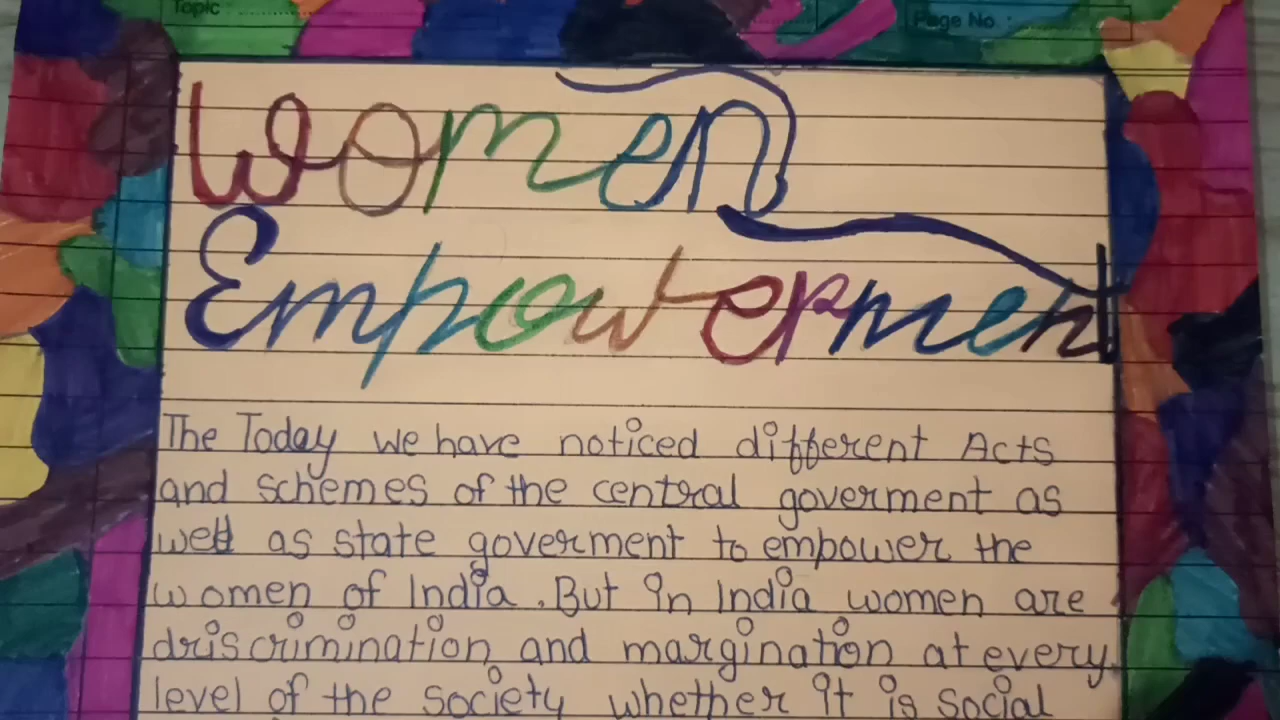 Topic
Page No. :
Women
Empowerment
The Today we have noticed different Acts
and schemes of the central goverment as
well as state goverment to empower the
women of India. But in India women are
driscrimination and margination at every
level of the society whether it is social